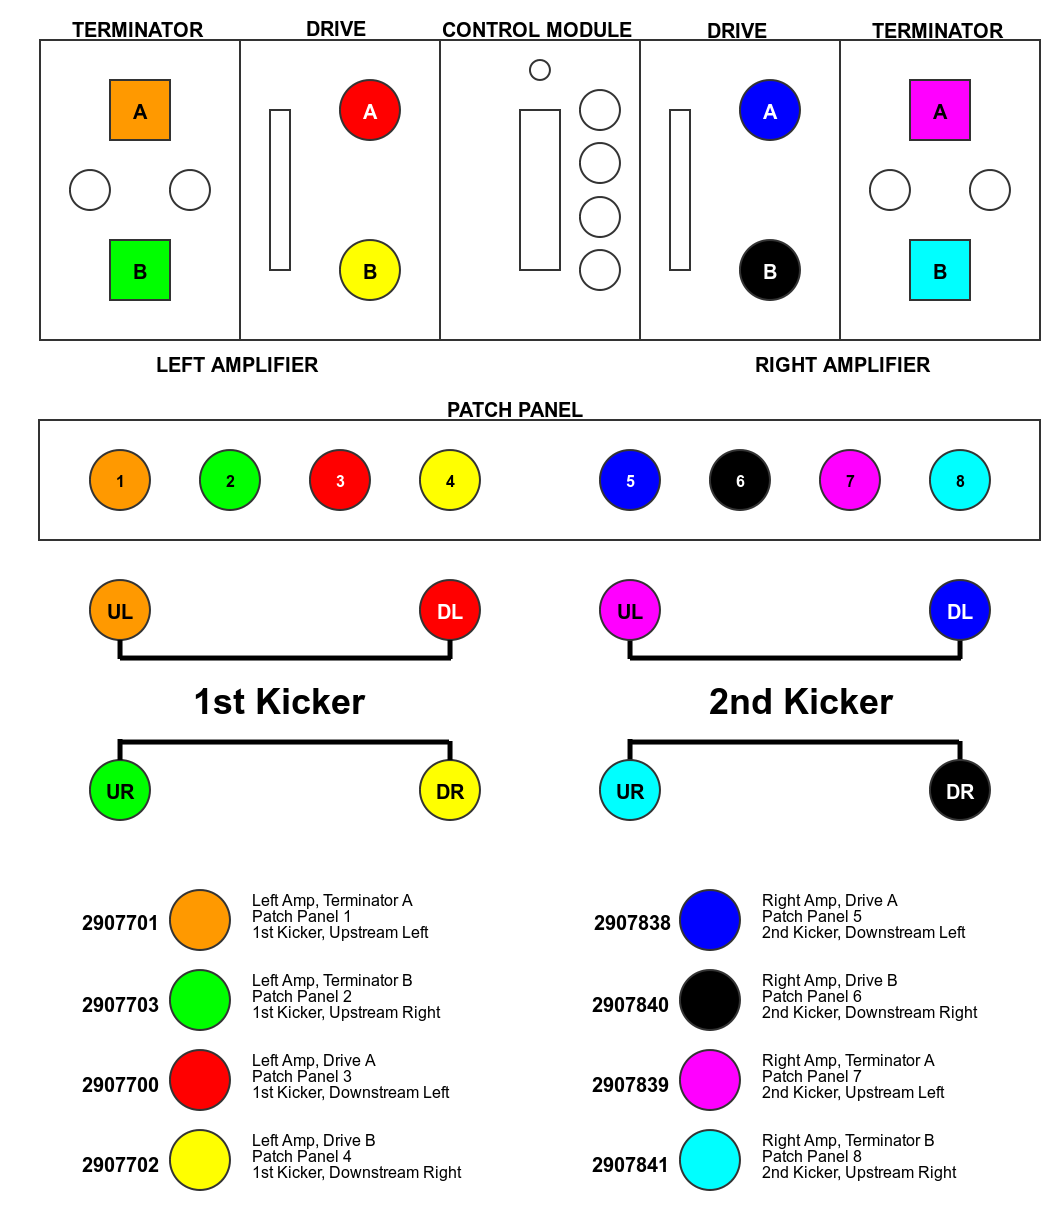 TERMINATOR DRIVE CONTROL MODULE DRIVE TERMINATOR
A A A A
B B B B
LEFT AMPLIFIER RIGHT AMPLIFIER
PATCH PANEL
1 2 3 4 5 6 7 8
UL DL UL DL
1st Kicker 2nd Kicker
UR DR UR DR
2907701
Left Amp, Terminator A
Patch Panel 1
1st Kicker, Upstream Left
2907703
Left Amp, Terminator B
Patch Panel 2
1st Kicker, Upstream Right
2907700
Left Amp, Drive A
Patch Panel 3
1st Kicker, Downstream Left
2907702
Left Amp, Drive B
Patch Panel 4
1st Kicker, Downstream Right
2907838
Right Amp, Drive A
Patch Panel 5
2nd Kicker, Downstream Left
2907840
Right Amp, Drive B
Patch Panel 6
2nd Kicker, Downstream Right
2907839
Right Amp, Terminator A
Patch Panel 7
2nd Kicker, Upstream Left
2907841
Right Amp, Terminator B
Patch Panel 8
2nd Kicker, Upstream Right